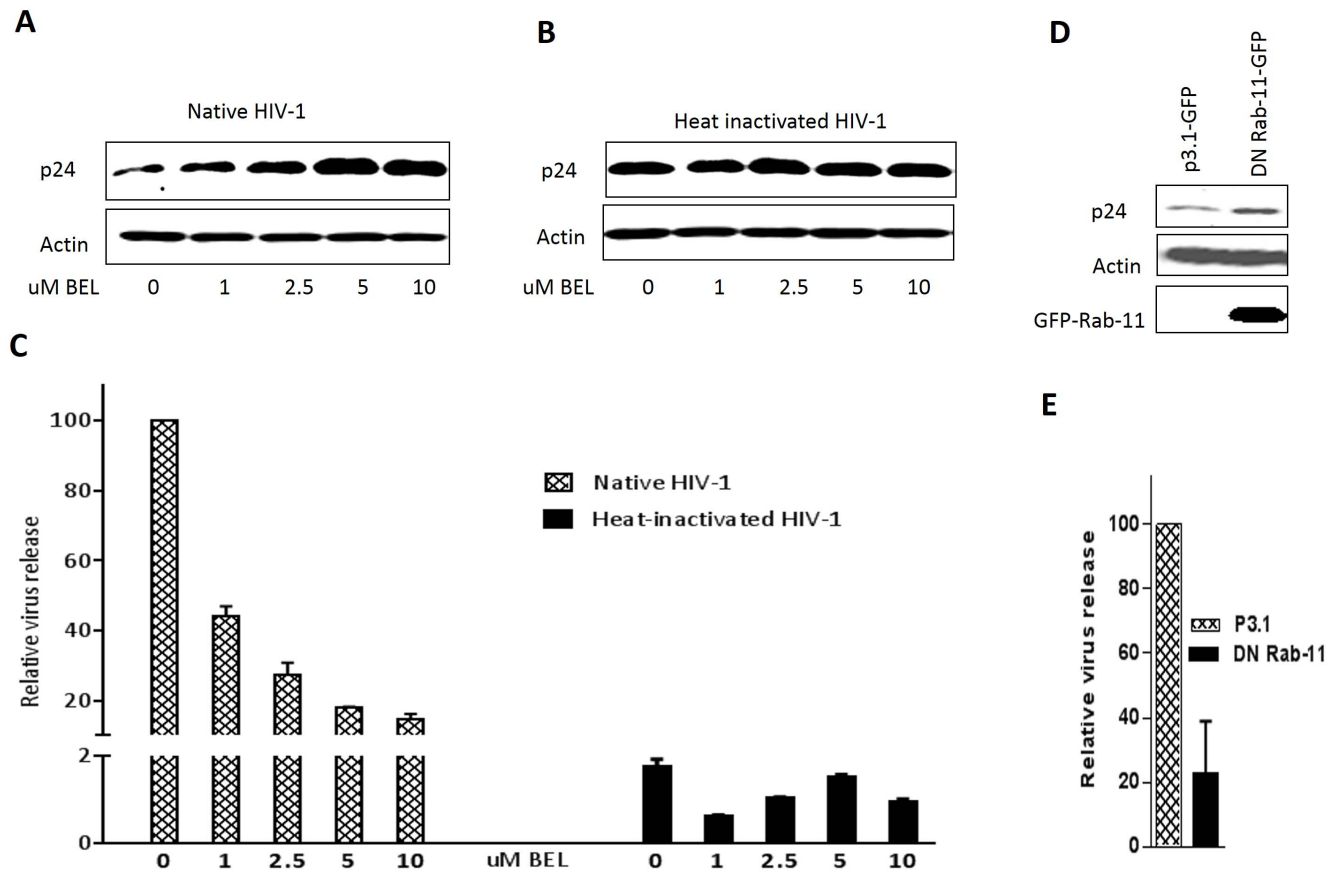 A
Native HIV-1
p24
Actin
uM BEL 0 1 2.5 5 10
B
Heat inactivated HIV-1
p24
Actin
uM BEL 0 1 2.5 5 10
C
Relative virus release
100
80
60
40
20
2
0
Native HIV-1
Heat-inactivated HIV-1
0 1 2.5 5 10 uM BEL 0 1 2.5 5 10
D
p3.1-GFP
DN Rab-11-GFP
p24
Actin
GFP-Rab-11
E
Relative virus release
100
80
60
40
20
0
P3.1
DN Rab-11